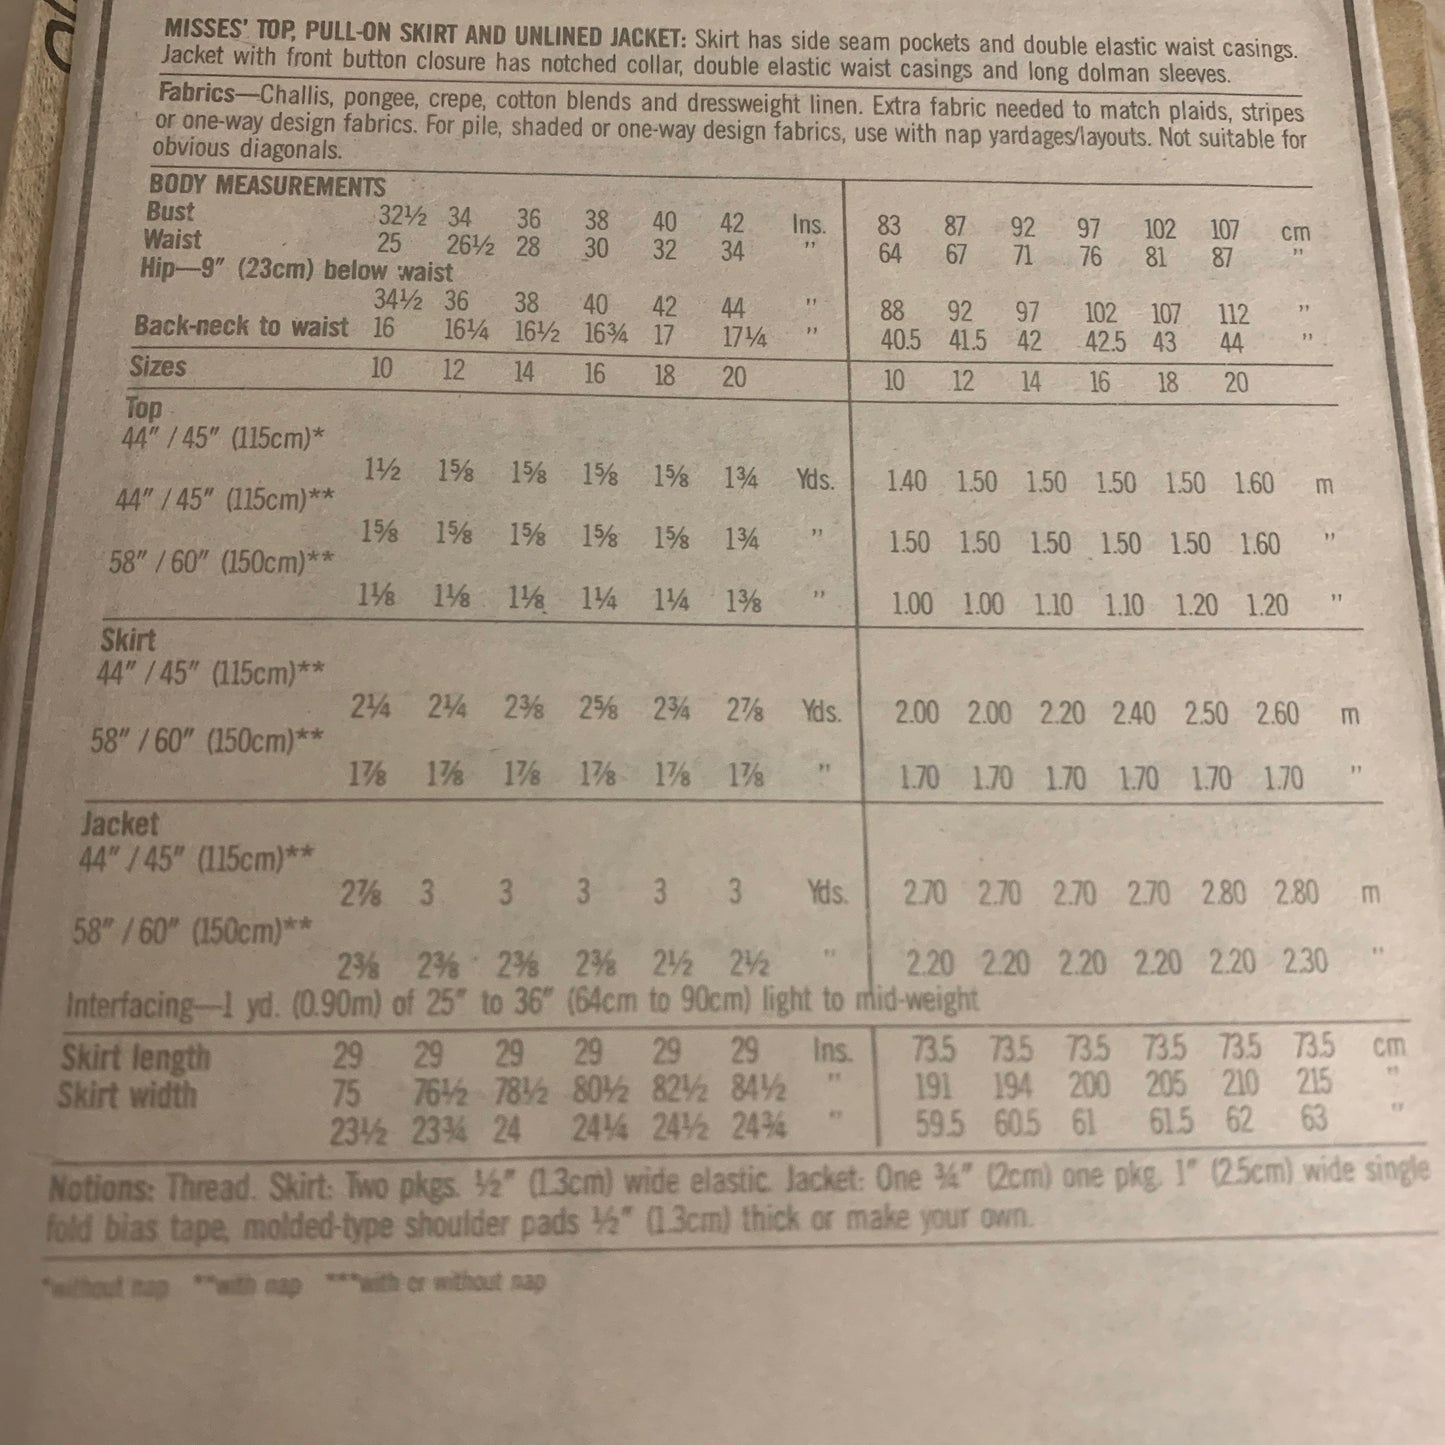 MISSES' TOP, PULL-ON SKIRT AND UNLINED JACKET: Skirt has side seam pockets and double elastic waist casings.
Jacket with front button closure has notched collar, double elastic waist casings and long dolman sleeves.
Fabrics—Challis, pongee, crepe, cotton blends and dressweight linen. Extra fabric needed to match plaids, stripes
or one-way design fabrics. For pile, shaded or one-way design fabrics, use with nap yardages/layouts. Not suitable for
obvious diagonals.
BODY MEASUREMENTS
Bust 32½ 34 36 38 40 42 Ins. 83 87 92 97 102 107 cm
Waist 25 26½ 28 30 32 34 " 64 67 71 76 81 87 "
Hip—9" (23cm) below waist
34½ 36 38 40 42 44 " 88 92 97 102 107 112 "
Back-neck to waist 16 16¼ 16½ 16¾ 17 17¼ " 40.5 41.5 42 42.5 43 44 "
Sizes 10 12 14 16 18 20 10 12 14 16 18 20
Top
44" / 45" (115cm)*
1½ 1⅝ 1⅝ 1⅝ 1⅝ 1¾ Yds. 1.40 1.50 1.50 1.50 1.50 1.60 m
44" / 45" (115cm)**
1⅝ 1⅝ 1⅝ 1⅝ 1⅝ 1¾ " 1.50 1.50 1.50 1.50 1.50 1.60 "
58" / 60" (150cm)**
1⅛ 1⅛ 1⅛ 1¼ 1¼ 1⅜ " 1.00 1.00 1.10 1.10 1.20 1.20 "
Skirt
44" / 45" (115cm)**
2¼ 2¼ 2⅜ 2⅝ 2¾ 2⅞ Yds. 2.00 2.00 2.20 2.40 2.50 2.60 m
58" / 60" (150cm)**
1⅞ 1⅞ 1⅞ 1⅞ 1⅞ 1⅞ " 1.70 1.70 1.70 1.70 1.70 1.70 "
Jacket
44" / 45" (115cm)**
2⅞ 3 3 3 3 3 Yds. 2.70 2.70 2.70 2.70 2.80 2.80 m
58" / 60" (150cm)**
2⅜ 2⅜ 2⅜ 2⅜ 2½ 2½ " 2.20 2.20 2.20 2.20 2.20 2.30 "
Interfacing—1 yd. (0.90m) of 25" to 36" (64cm to 90cm) light to mid-weight
Skirt length 29 29 29 29 29 29 Ins. 73.5 73.5 73.5 73.5 73.5 73.5 cm
Skirt width 75 76½ 78½ 80½ 82½ 84½ " 191 194 200 205 210 215 "
23½ 23¾ 24 24¼ 24½ 24¾ " 59.5 60.5 61 61.5 62 63 "
Notions: Thread. Skirt: Two pkgs. ½" (1.3cm) wide elastic. Jacket: One ¾" (2cm) one pkg. 1" (2.5cm) wide single
fold bias tape, molded-type shoulder pads ½" (1.3cm) thick or make your own.
*without nap **with nap ***with or without nap